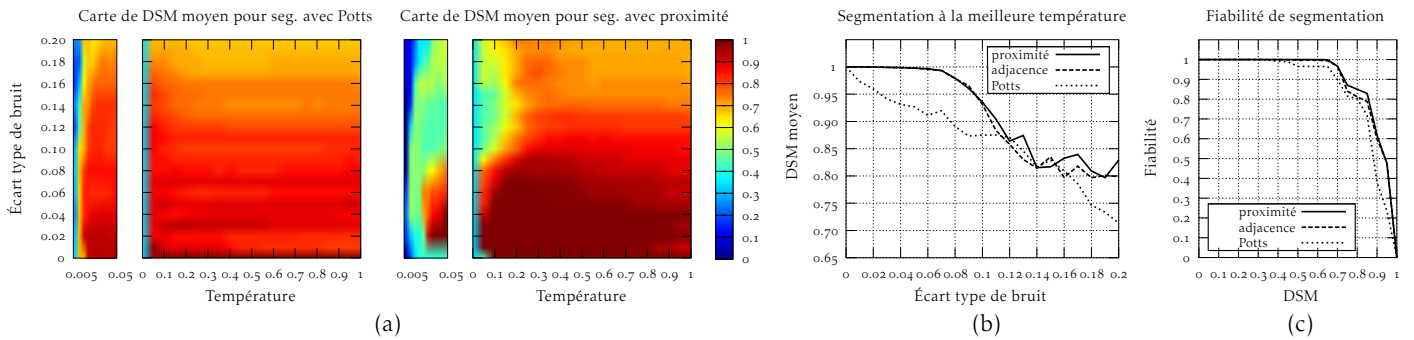 Carte de DSM moyen pour seg. avec Potts
Carte de DSM moyen pour seg. avec proximité
Segmentation à la meilleure température
Fiabilité de segmentation
Écart type de bruit
0.20
0.18
0.16
0.14
0.12
0.10
0.08
0.06
0.04
0.02
0
0.005 0.05
0 0.1 0.2 0.3 0.4 0.5 0.6 0.7 0.8 0.9 1
Température
0.005 0.05
0 0.1 0.2 0.3 0.4 0.5 0.6 0.7 0.8 0.9 1
Température
1
0.9
0.8
0.7
0.6
0.5
0.4
0.3
0.2
0.1
0
(a)
DSM moyen
1
0.95
0.90
0.85
0.80
0.75
0.70
0.65
proximité
adjacence
Potts
0 0.02 0.04 0.06 0.08 0.1 0.12 0.14 0.16 0.18 0.2
Écart type de bruit
(b)
Fiabilité
1
0.9
0.8
0.7
0.6
0.5
0.4
0.3
0.2
0.1
0
proximité
adjacence
Potts
0 0.1 0.2 0.3 0.4 0.5 0.6 0.7 0.8 0.9 1
DSM
(c)